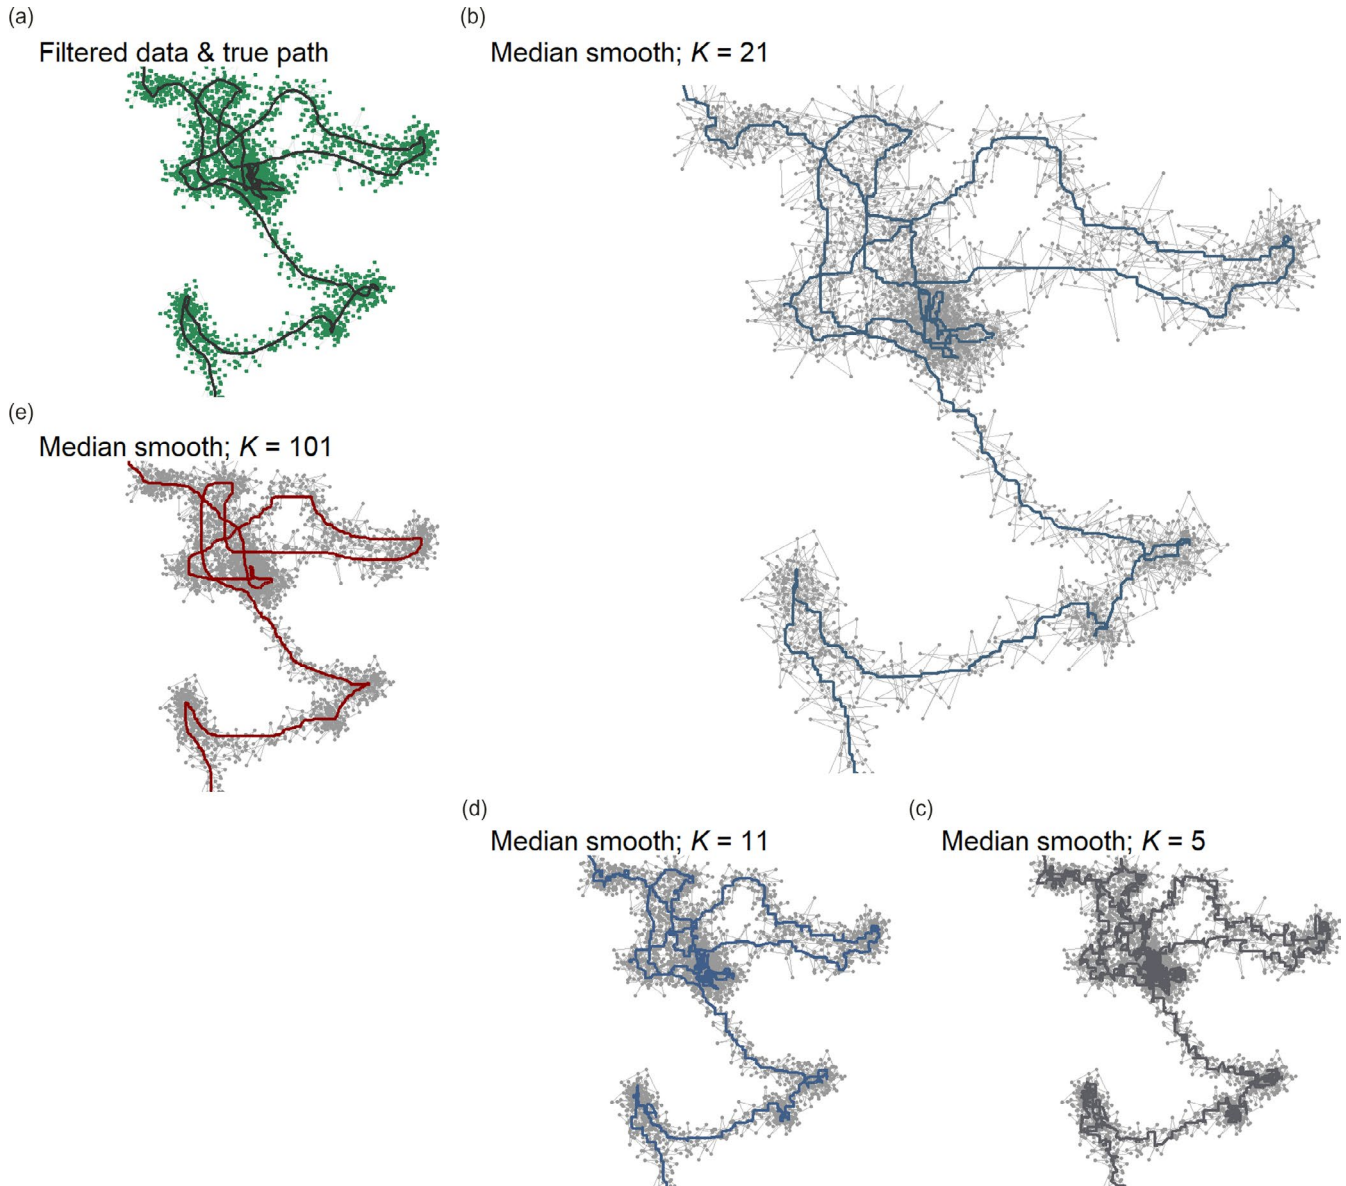 (a)
Filtered data & true path
(b)
Median smooth; K = 21
(e)
Median smooth; K = 101
(d)
Median smooth; K = 11
(c)
Median smooth; K = 5